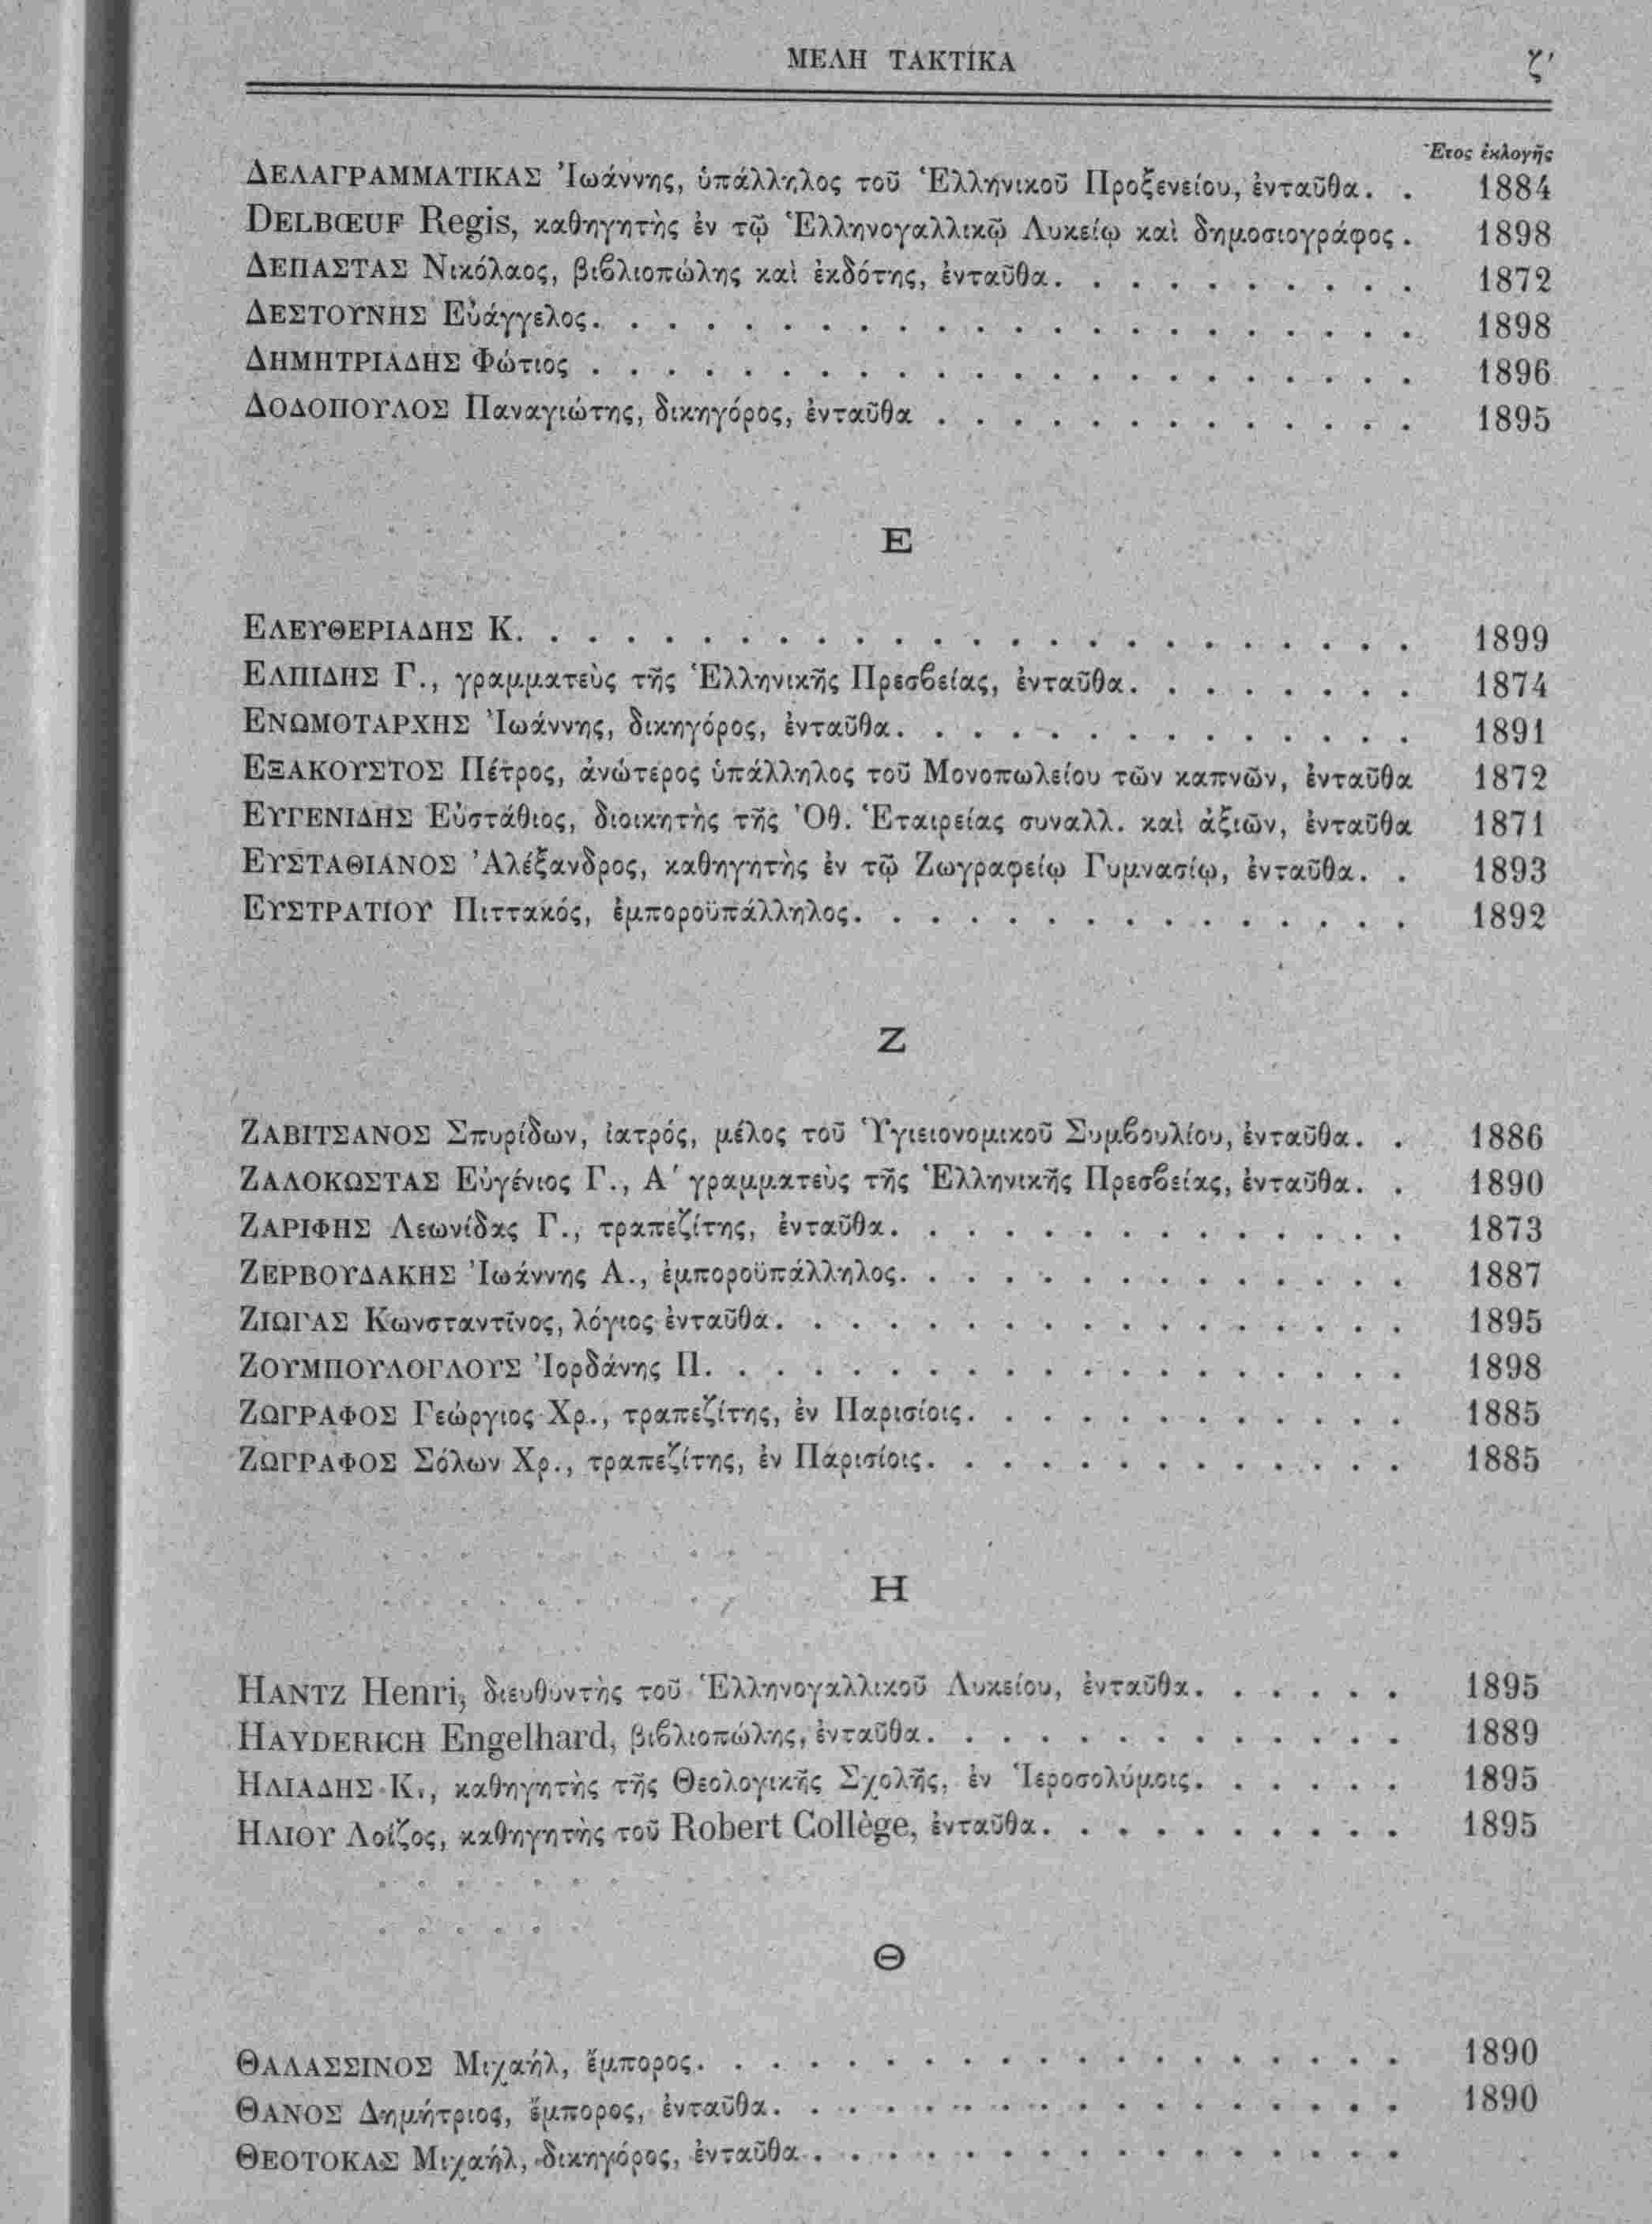 ΜΕΛΗ ΤΑΚΤΙΚΑ ζ'
Ἔτος ἐκλογῆς
ΔΕΛΑΓΡΑΜΜΑΤΙΚΑΣ Ἰωάννης, ὑπάλληλος τοῦ Ἑλληνικοῦ Προξενείου, ἐνταῦθα. . 1884
DELBŒUF Regis, καθηγητὴς ἐν τῷ Ἑλληνογαλλικῷ Λυκείῳ καὶ δημοσιογράφος . 1898
ΔΕΠΑΣΤΑΣ Νικόλαος, βιβλιοπώλης καὶ ἐκδότης, ἐνταῦθα. . . . . . . . . . 1872
ΔΕΣΤΟΥΝΗΣ Εὐάγγελος. . . . . . . . . . . . . . . . . . . . . . 1898
ΔΗΜΗΤΡΙΑΔΗΣ Φώτιος . . . . . . . . . . . . . . . . . . . . . . 1896
ΔΟΔΟΠΟΥΛΟΣ Παναγιώτης, δικηγόρος, ἐνταῦθα . . . . . . . . . . . . . 1895
Ε
ΕΛΕΥΘΕΡΙΑΔΗΣ Κ. . . . . . . . . . . . . . . . . . . . . . . . 1899
ΕΛΠΙΔΗΣ Γ., γραμματεὺς τῆς Ἑλληνικῆς Πρεσβείας, ἐνταῦθα. . . . . . . . 1874
ΕΝΩΜΟΤΑΡΧΗΣ Ἰωάννης, δικηγόρος, ἐνταῦθα. . . . . . . . . . . . . . 1891
ΕΞΑΚΟΥΣΤΟΣ Πέτρος, ἀνώτερος ὑπάλληλος τοῦ Μονοπωλείου τῶν καπνῶν, ἐνταῦθα 1872
ΕΥΓΕΝΙΔΗΣ Εὐστάθιος, διοικητὴς τῆς Ὀθ. Ἑταιρείας συναλλ. καὶ ἀξιῶν, ἐνταῦθα 1871
ΕΥΣΤΑΘΙΑΝΟΣ Ἀλέξανδρος, καθηγητὴς ἐν τῷ Ζωγραφείῳ Γυμνασίῳ, ἐνταῦθα. . 1893
ΕΥΣΤΡΑΤΙΟΥ Πιττακός, ἐμποροϋπάλληλος. . . . . . . . . . . . . . . 1892
Ζ
ΖΑΒΙΤΣΑΝΟΣ Σπυρίδων, ἰατρός, μέλος τοῦ Ὑγιειονομικοῦ Συμβουλίου, ἐνταῦθα. . 1886
ΖΑΛΟΚΩΣΤΑΣ Εὐγένιος Γ., Α' γραμματεὺς τῆς Ἑλληνικῆς Πρεσβείας, ἐνταῦθα. . 1890
ΖΑΡΙΦΗΣ Λεωνίδας Γ., τραπεζίτης, ἐνταῦθα. . . . . . . . . . . . . . 1873
ΖΕΡΒΟΥΔΑΚΗΣ Ἰωάννης Α., ἐμποροϋπάλληλος. . . . . . . . . . . . . . 1887
ΖΙΩΓΑΣ Κωνσταντῖνος, λόγιος ἐνταῦθα. . . . . . . . . . . . . . . . . 1895
ΖΟΥΜΠΟΥΛΟΓΛΟΥΣ Ἰορδάνης Π. . . . . . . . . . . . . . . . . . . 1898
ΖΩΓΡΑΦΟΣ Γεώργιος Χρ., τραπεζίτης, ἐν Παρισίοις. . . . . . . . . . . . 1885
ΖΩΓΡΑΦΟΣ Σόλων Χρ., τραπεζίτης, ἐν Παρισίοις. . . . . . . . . . . . . 1885
Η
HANTZ Henri, διευθυντὴς τοῦ Ἑλληνογαλλικοῦ Λυκείου, ἐνταῦθα. . . . . . 1895
HAYDERICH Engelhard, βιβλιοπώλης, ἐνταῦθα. . . . . . . . . . . . . 1889
ΗΛΙΑΔΗΣ Κ., καθηγητὴς τῆς Θεολογικῆς Σχολῆς, ἐν Ἱεροσολύμοις. . . . . . 1895
ΗΛΙΟΥ Λοΐζος, καθηγητὴς τοῦ Robert Collège, ἐνταῦθα. . . . . . . . . . 1895
Θ
ΘΑΛΑΣΣΙΝΟΣ Μιχαήλ, ἔμπορος. . . . . . . . . . . . . . . . . . . 1890
ΘΑΝΟΣ Δημήτριος, ἔμπορος, ἐνταῦθα. . . . . . . . . . . . . . . . . 1890
ΘΕΟΤΟΚΑΣ Μιχαήλ, δικηγόρος, ἐνταῦθα . . . . . . . . . . . . . . . .